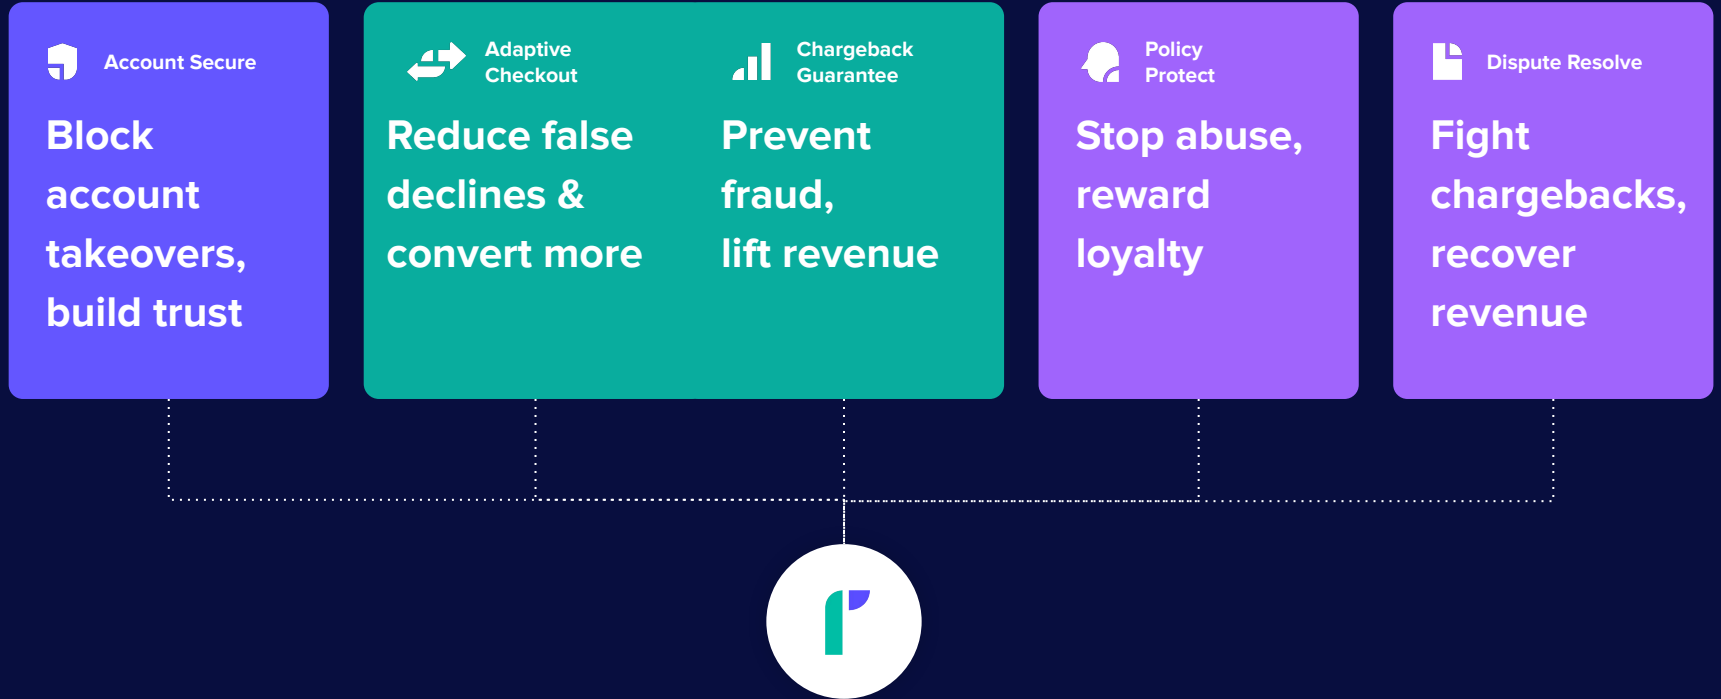 Account Secure
Block
account
takeovers,
build trust
Adaptive
Checkout
Reduce false
declines &
convert more
Chargeback
Guarantee
Prevent
fraud,
lift revenue
Policy
Protect
Stop abuse,
reward
loyalty
Dispute Resolve
Fight
chargebacks,
recover
revenue
r